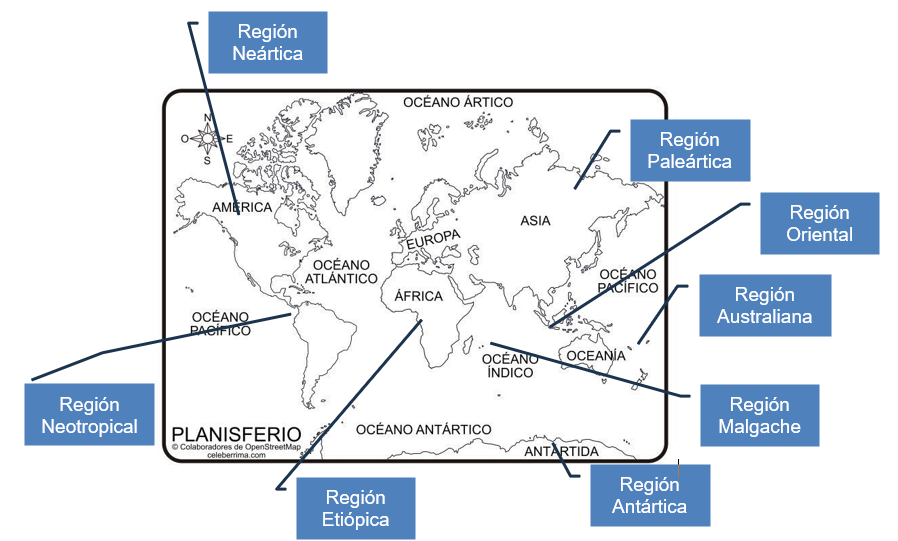 Región
Neártica
OCÉANO ÁRTICO
N
O
E
S
Región
Paleártica
AMÉRICA
ASIA
EUROPA
Región
Oriental
OCÉANO
ATLÁNTICO
OCÉANO
PACÍFICO
ÁFRICA
Región
Australiana
OCÉANO
PACÍFICO
OCÉANO
ÍNDICO
OCEANÍA
Región
Neotropical
Región
Malgache
PLANISFERIO
© Colaboradores de OpenStreetMap
celeberrima.com
OCÉANO ANTÁRTICO
ANTÁRTIDA
Región
Etiópica
Región
Antártica